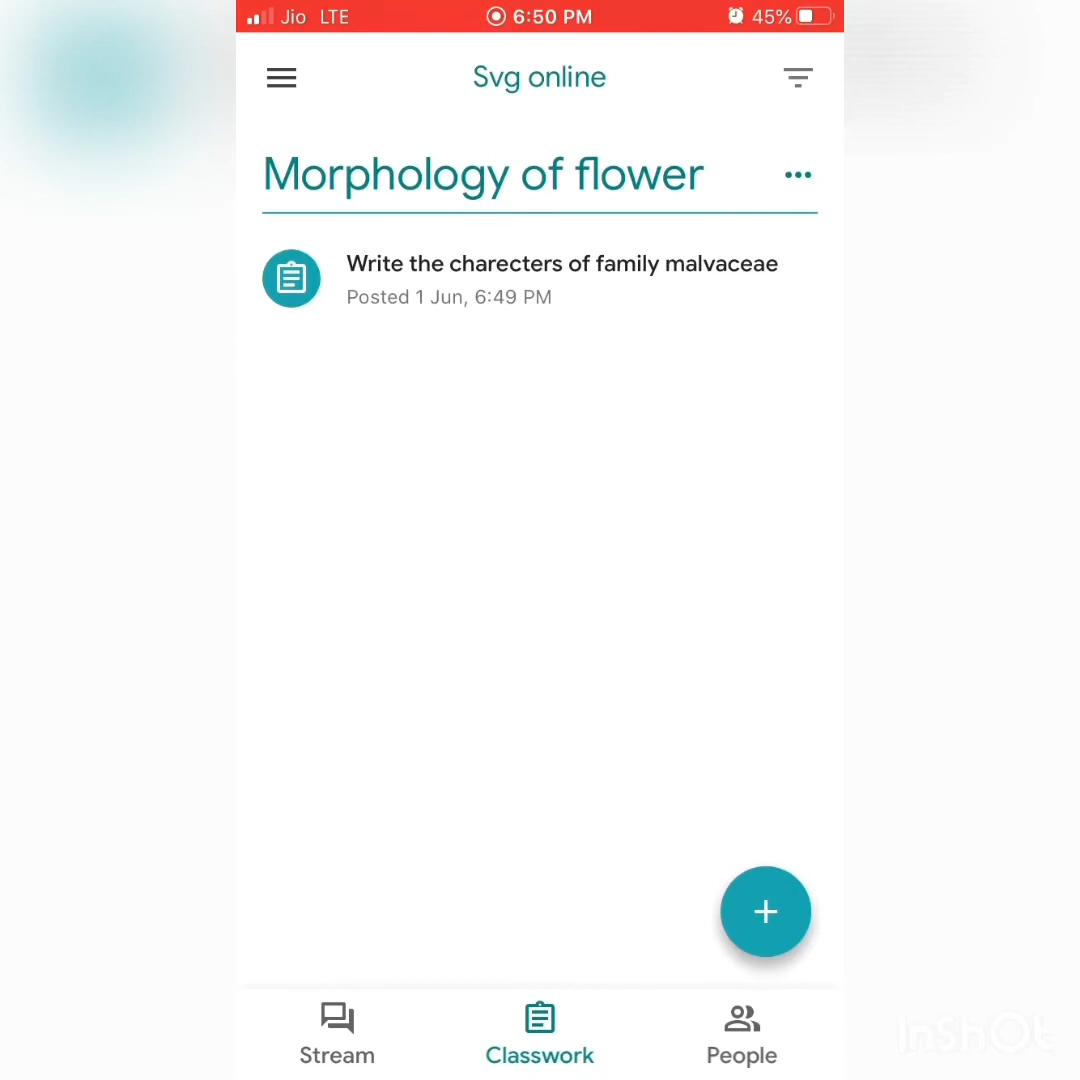 Jio LTE 6:50 PM 45%
Svg online
Morphology of flower
Write the charecters of family malvaceae
Posted 1 Jun, 6:49 PM
Stream Classwork People
InShOt